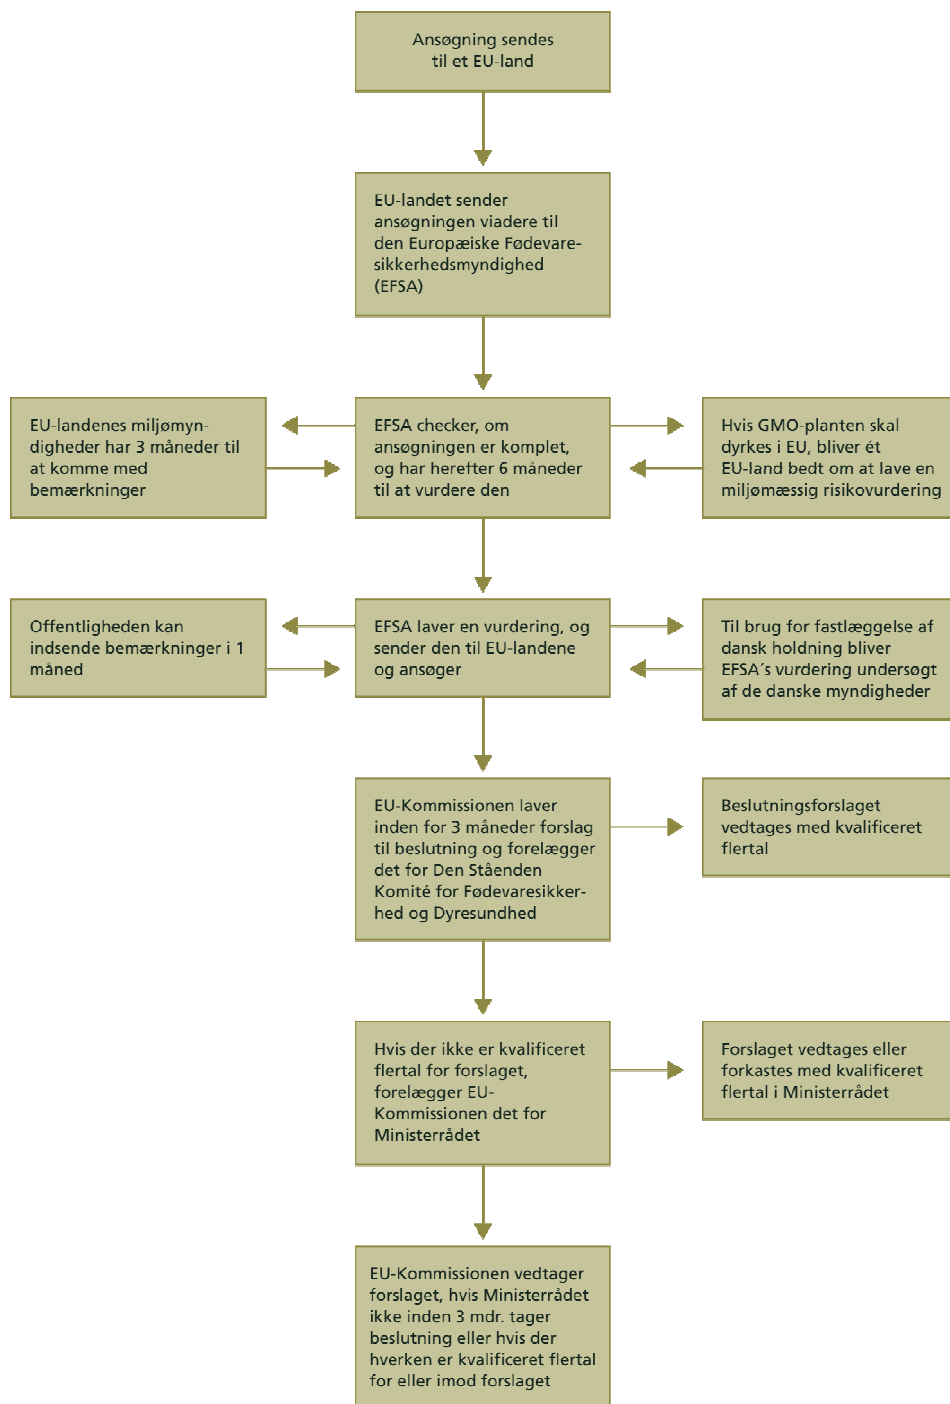 Ansøgning sendes
til et EU-land
EU-landet sender
ansøgningen viadere til
den Europæiske Fødevare-
sikkerhedsmyndighed
(EFSA)
EU-landenes miljømyn-
digheder har 3 måneder til
at komme med
bemærkninger
EFSA checker, om
ansøgningen er komplet,
og har herefter 6 måneder
til at vurdere den
Hvis GMO-planten skal
dyrkes i EU, bliver ét
EU-land bedt om at lave en
miljømæssig risikovurdering
Offentligheden kan
indsende bemærkninger i 1
måned
EFSA laver en vurdering, og
sender den til EU-landene
og ansøger
Til brug for fastlæggelse af
dansk holdning bliver
EFSA´s vurdering undersøgt
af de danske myndigheder
EU-Kommissionen laver
inden for 3 måneder forslag
til beslutning og forelægger
det for Den Ståenden
Komité for Fødevaresikker-
hed og Dyresundhed
Beslutningsforslaget
vedtages med kvalificeret
flertal
Hvis der ikke er kvalificeret
flertal for forslaget,
forelægger EU-
Kommissionen det for
Ministerrådet
Forslaget vedtages eller
forkastes med kvalificeret
flertal i Ministerrådet
EU-Kommissionen vedtager
forslaget, hvis Ministerrådet
ikke inden 3 mdr. tager
beslutning eller hvis der
hverken er kvalificeret flertal
for eller imod forslaget